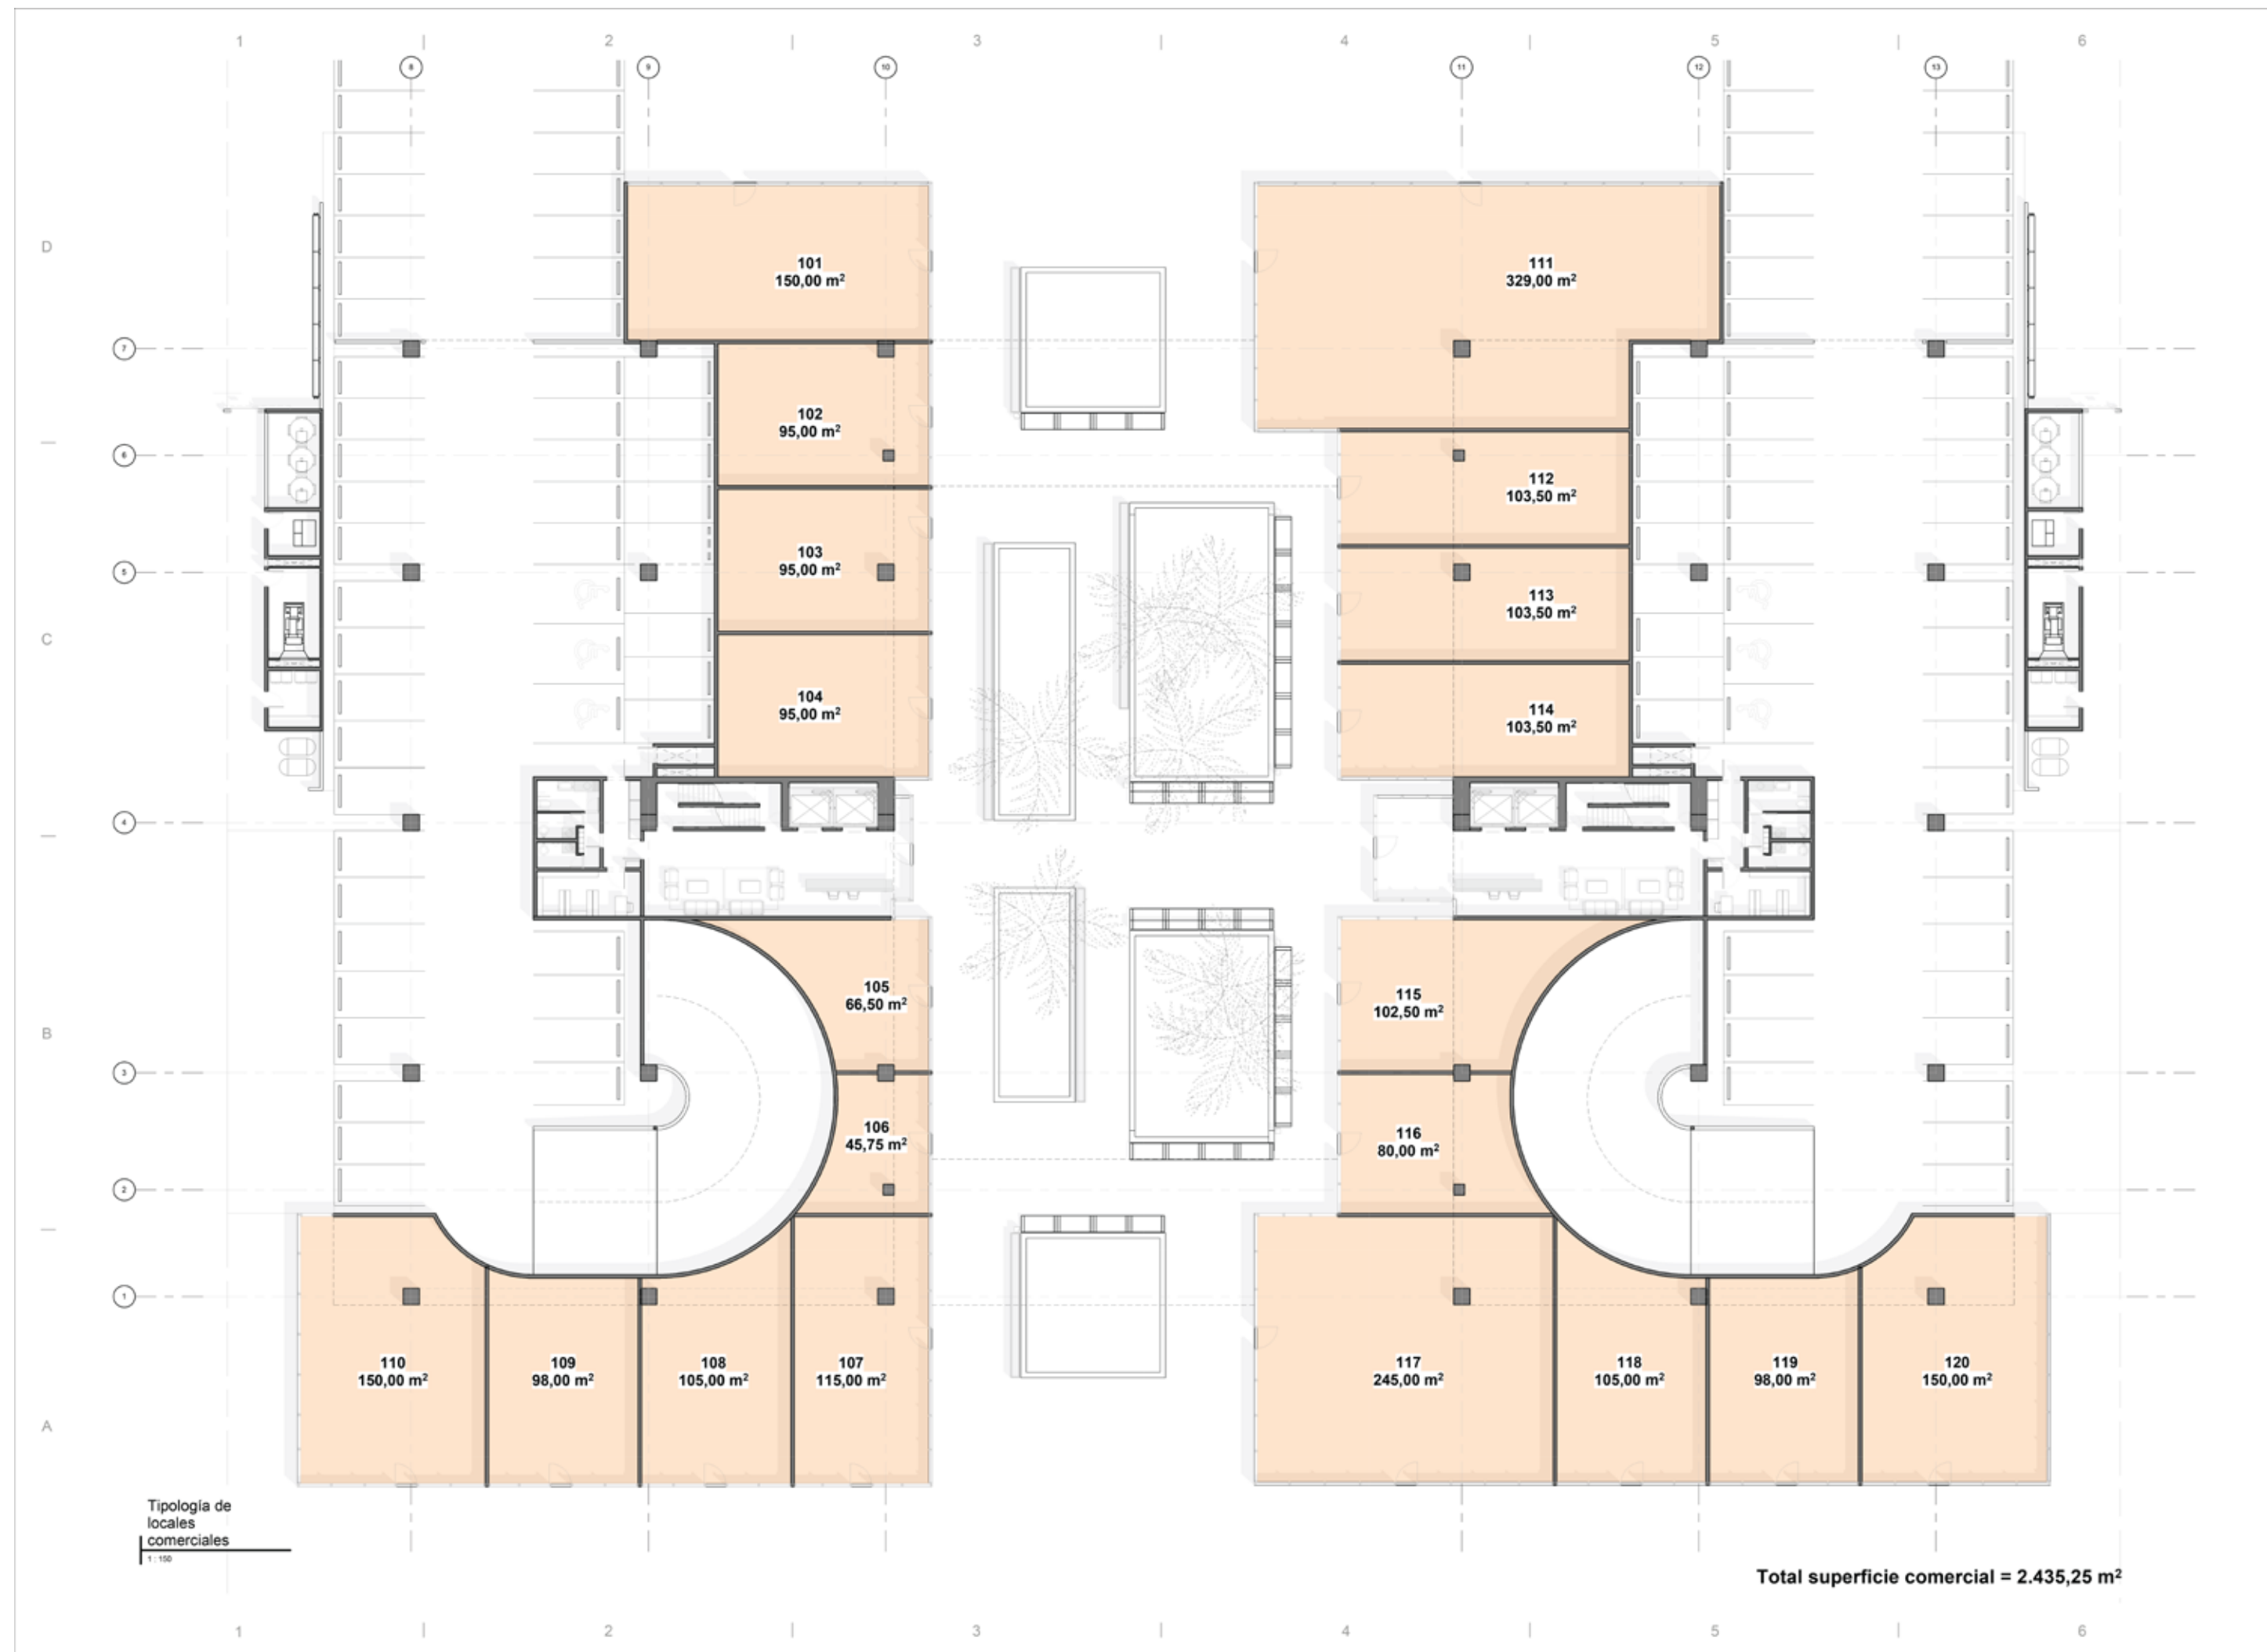 1 2 3 4 5 6
8 9 10 11 12 13
D
101
150,00 m²
111
329,00 m²
7
102
95,00 m²
6
112
103,50 m²
103
95,00 m²
5
113
103,50 m²
C
104
95,00 m²
114
103,50 m²
4
105
66,50 m²
115
102,50 m²
B
3
106
45,75 m²
116
80,00 m²
2
1
110
150,00 m²
109
98,00 m²
108
105,00 m²
107
115,00 m²
117
245,00 m²
118
105,00 m²
119
98,00 m²
120
150,00 m²
A
Tipología de
locales
comerciales
1 : 150
Total superficie comercial = 2.435,25 m²
1 2 3 4 5 6